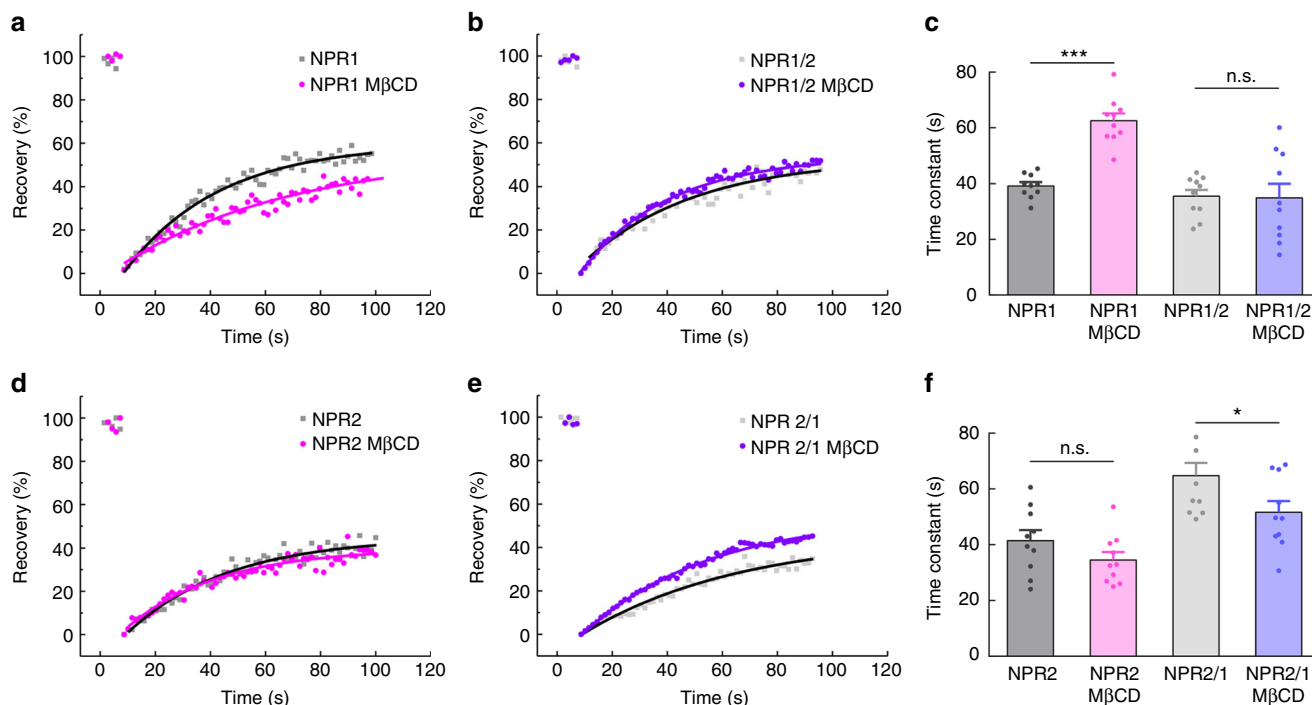 a
NPR1
NPR1 MβCD
Recovery (%)
100
80
60
40
20
0
0 20 40 60 80 100 120
Time (s)
b
NPR1/2
NPR1/2 MβCD
Recovery (%)
100
80
60
40
20
0
0 20 40 60 80 100 120
Time (s)
c
***
n.s.
Time constant (s)
80
60
40
20
0
NPR1 NPR1 MβCD NPR1/2 NPR1/2 MβCD
d
NPR2
NPR2 MβCD
Recovery (%)
100
80
60
40
20
0
0 20 40 60 80 100 120
Time (s)
e
NPR 2/1
NPR 2/1 MβCD
Recovery (%)
100
80
60
40
20
0
0 20 40 60 80 100 120
Time (s)
f
*
n.s.
Time constant (s)
80
60
40
20
0
NPR2 NPR2 MβCD NPR2/1 NPR2/1 MβCD